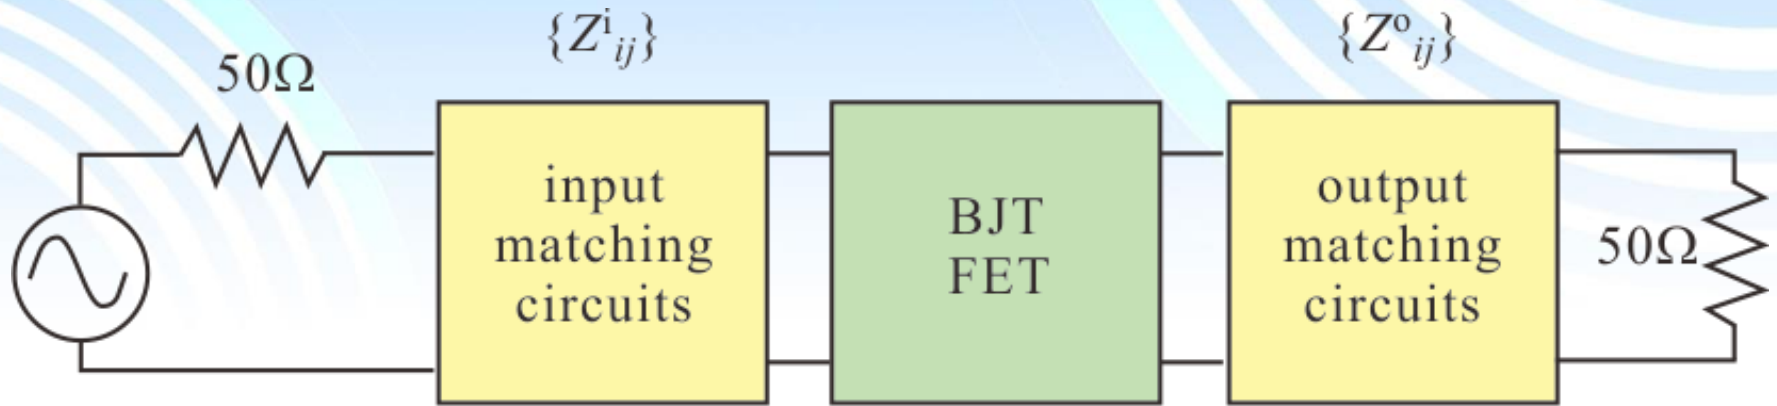 {Zⁱᵢⱼ}
{Zᵒᵢⱼ}
50Ω
input
matching
circuits
BJT
FET
output
matching
circuits
50Ω